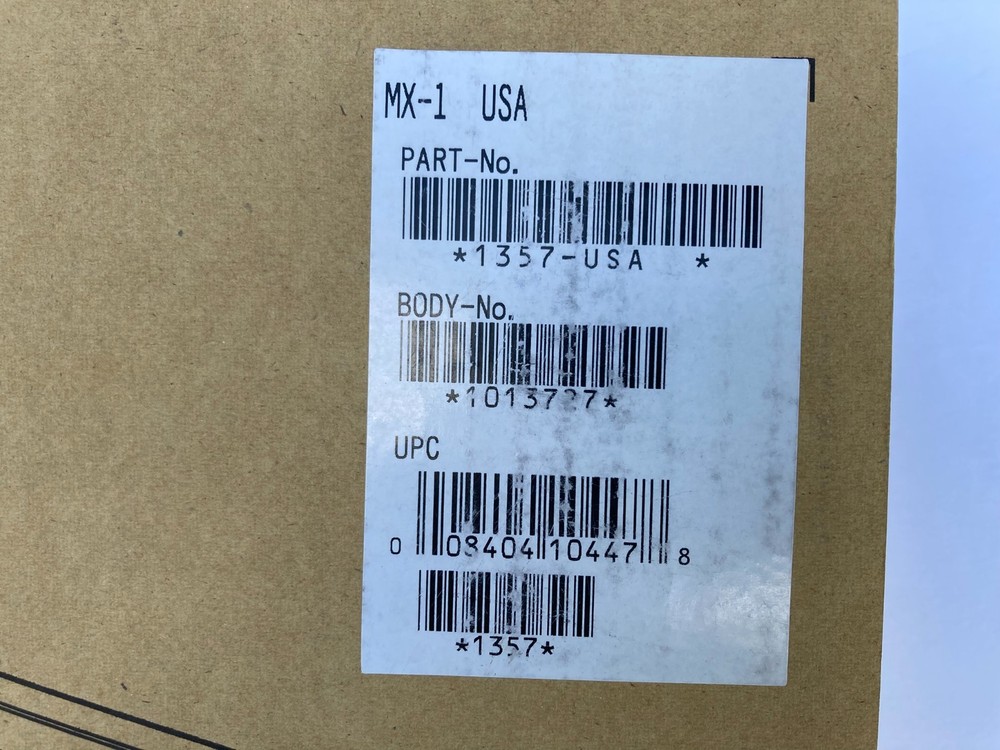 MX-1 USA
PART-No.
*1357-USA *
BODY-No.
UPC
0 08404 10447 8
*1357*